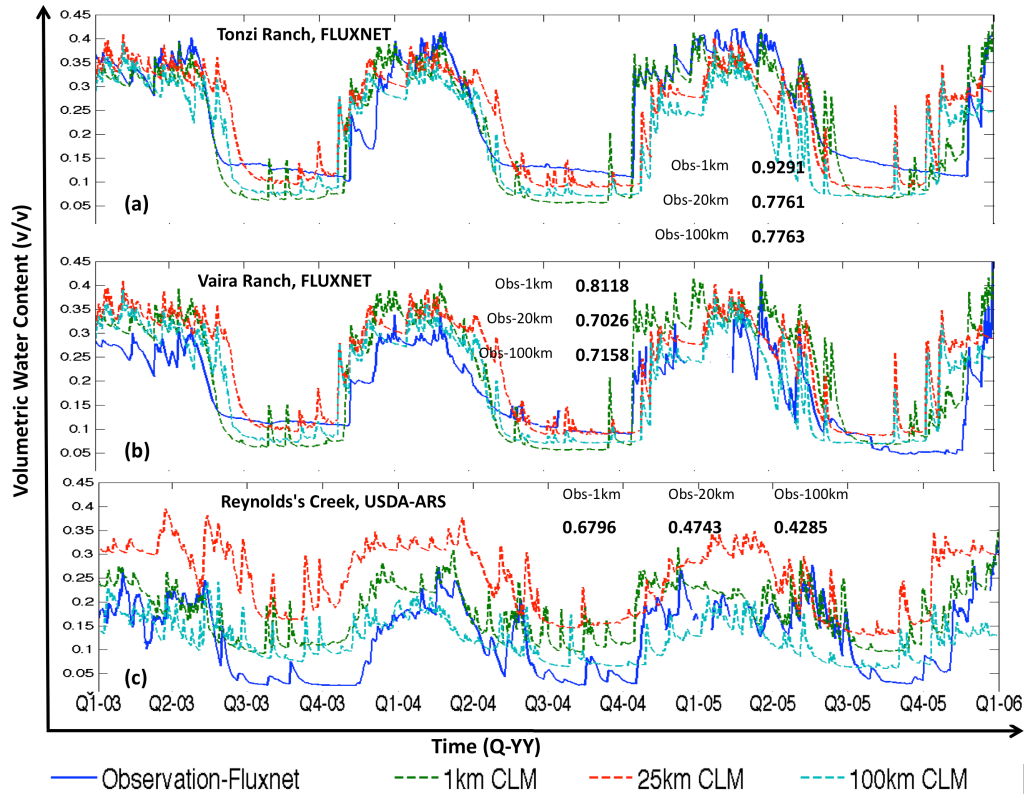 Volumetric Water Content (v/v)
0.45
Tonzi Ranch, FLUXNET
0.4
0.35
0.3
0.25
0.2
0.15
0.1
0.05
Obs-1km 0.9291
Obs-20km 0.7761
Obs-100km 0.7763
(a)
0.45
Vaira Ranch, FLUXNET
0.4
0.35
0.3
0.25
0.2
0.15
0.1
0.05
Obs-1km 0.8118
Obs-20km 0.7026
Obs-100km 0.7158
(b)
0.45
Reynolds's Creek, USDA-ARS
0.4
0.35
0.3
0.25
0.2
0.15
0.1
0.05
Obs-1km Obs-20km Obs-100km
0.6796 0.4743 0.4285
(c)
Q1-03 Q2-03 Q3-03 Q4-03 Q1-04 Q2-04 Q3-04 Q4-04 Q1-05 Q2-05 Q3-05 Q4-05 Q1-06
Time (Q-YY)
Observation-Fluxnet 1km CLM 25km CLM 100km CLM